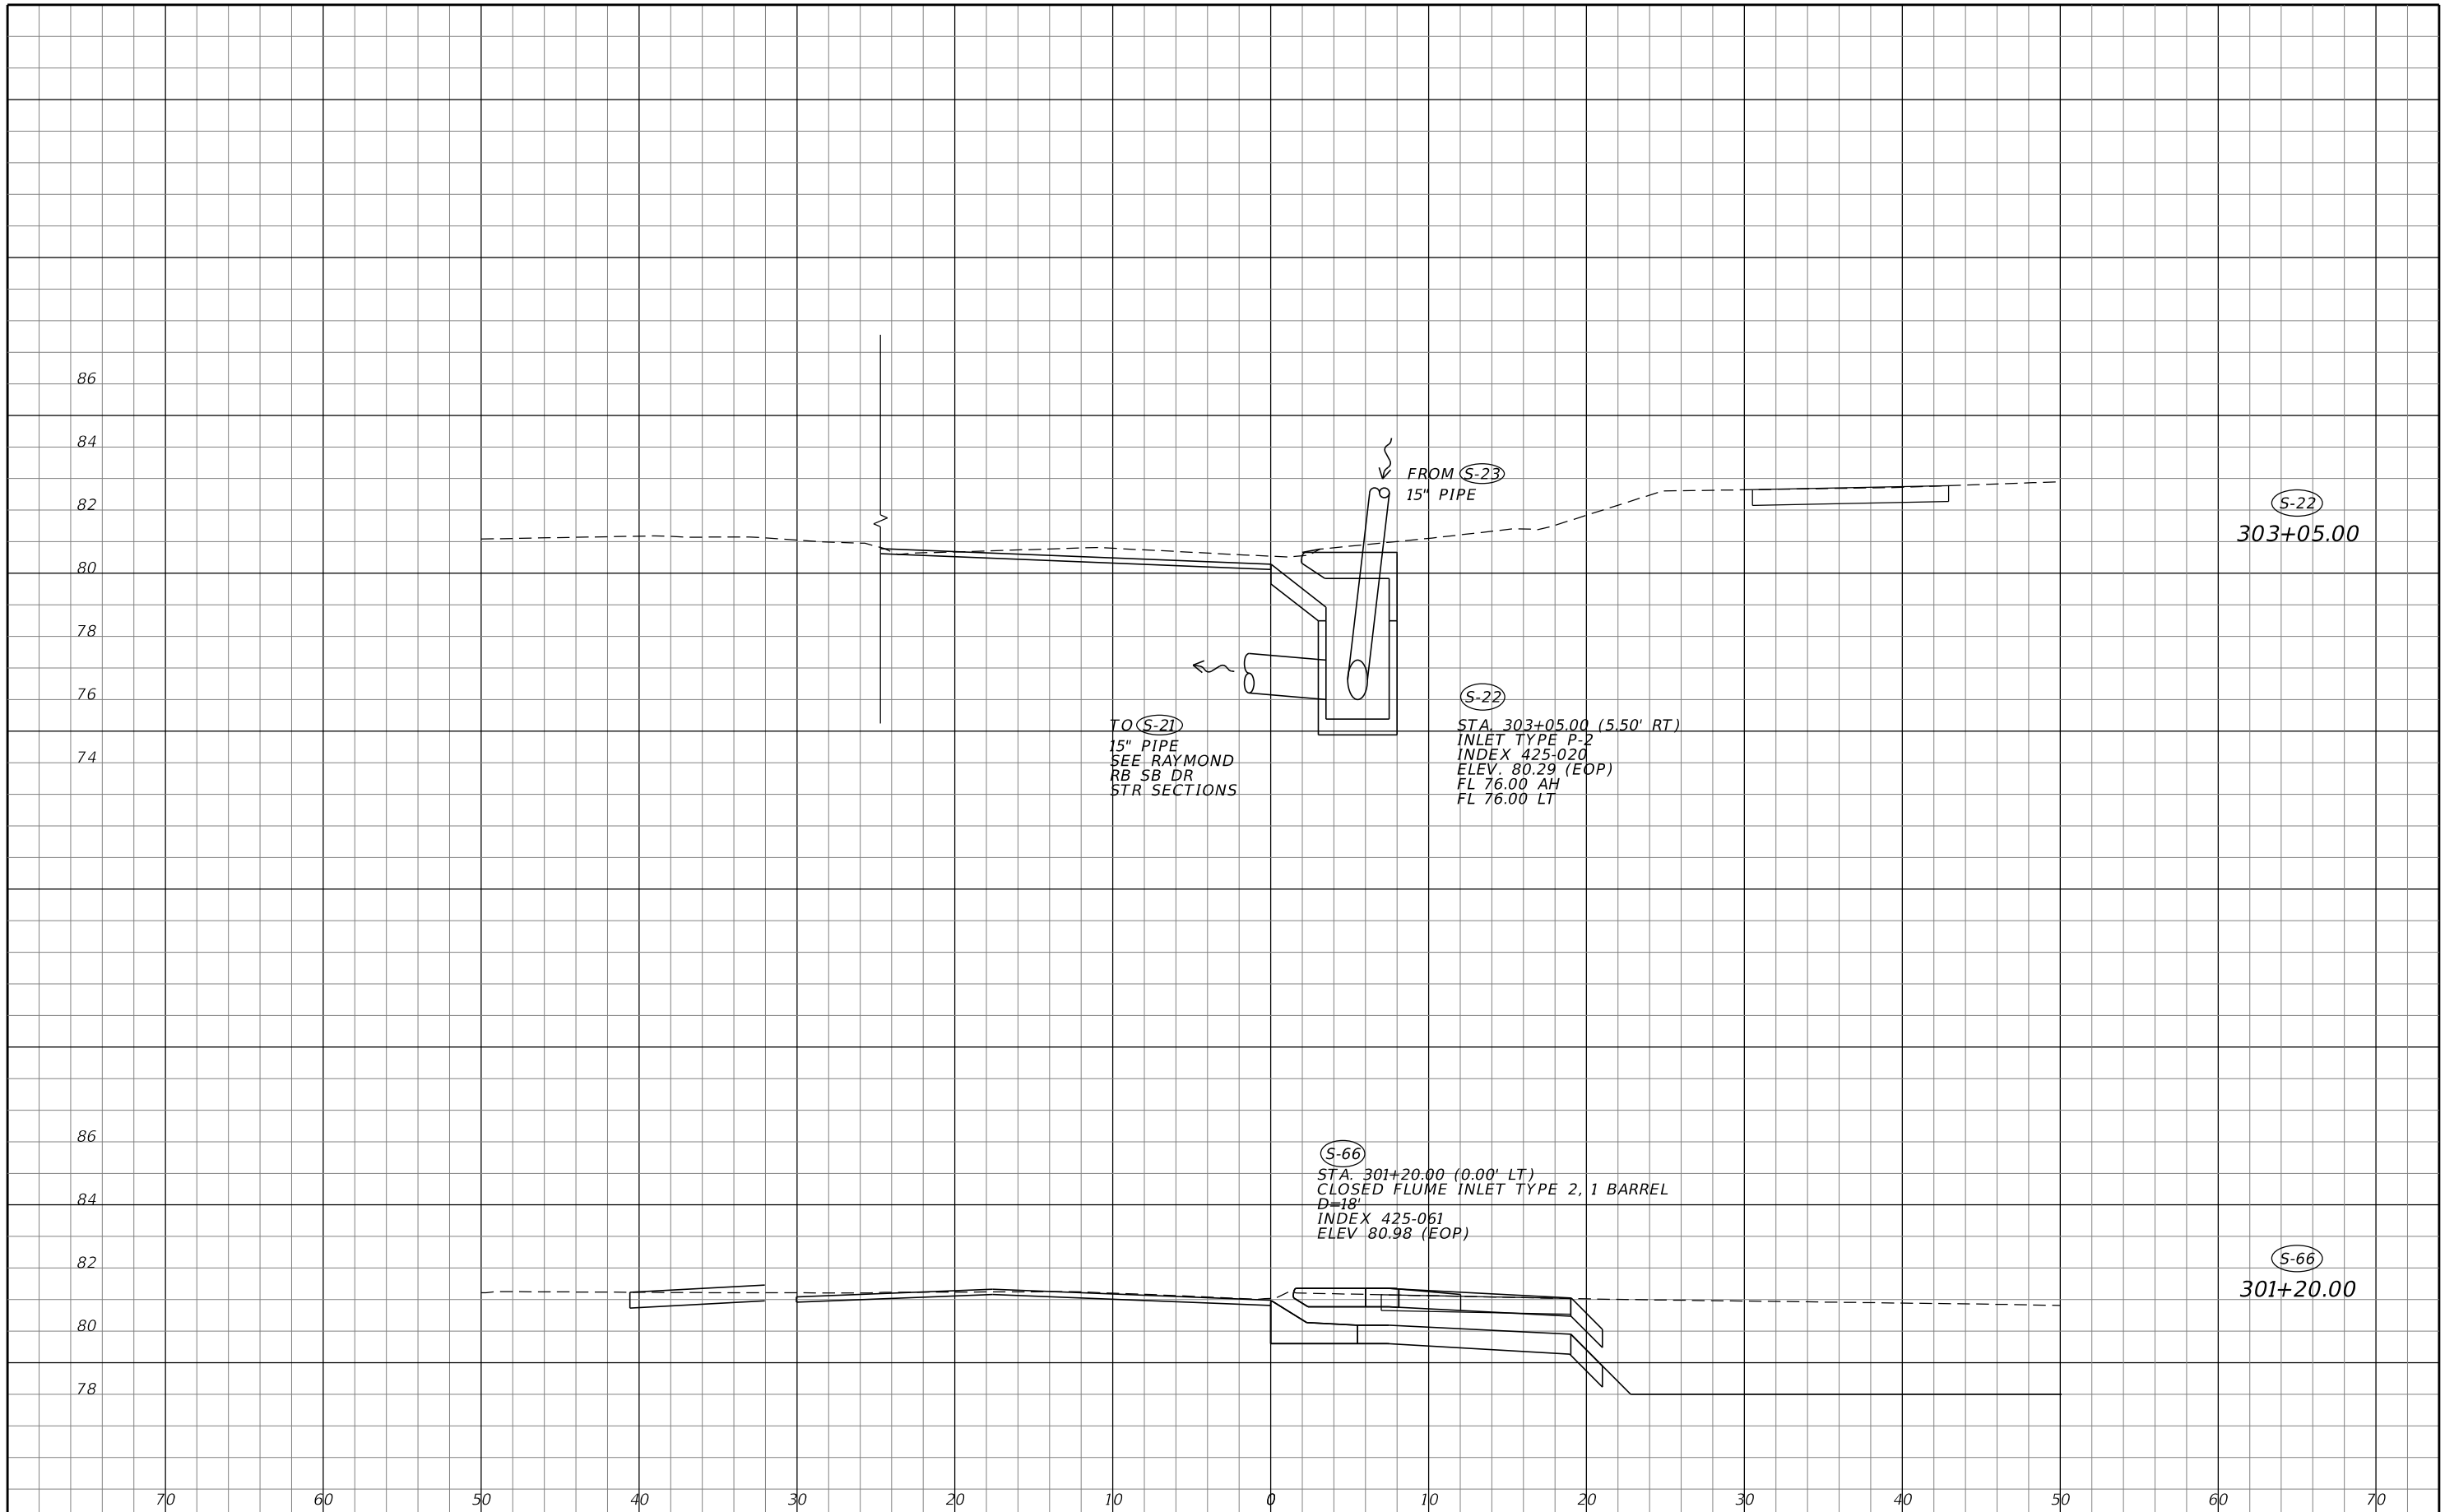 86
84
82
80
78
76
74
FROM S-23
15" PIPE
S-22
303+05.00
TO S-21
15" PIPE
SEE RAYMOND
RB SB DR
STR SECTIONS
S-22
STA. 303+05.00 (5.50' RT)
INLET TYPE P-2
INDEX 425-020
ELEV. 80.29 (EOP)
FL 76.00 AH
FL 76.00 LT
86
84
82
80
78
S-66
STA. 301+20.00 (0.00' LT)
CLOSED FLUME INLET TYPE 2, 1 BARREL
D=18'
INDEX 425-061
ELEV 80.98 (EOP)
S-66
301+20.00
70 60 50 40 30 20 10 0 10 20 30 40 50 60 70